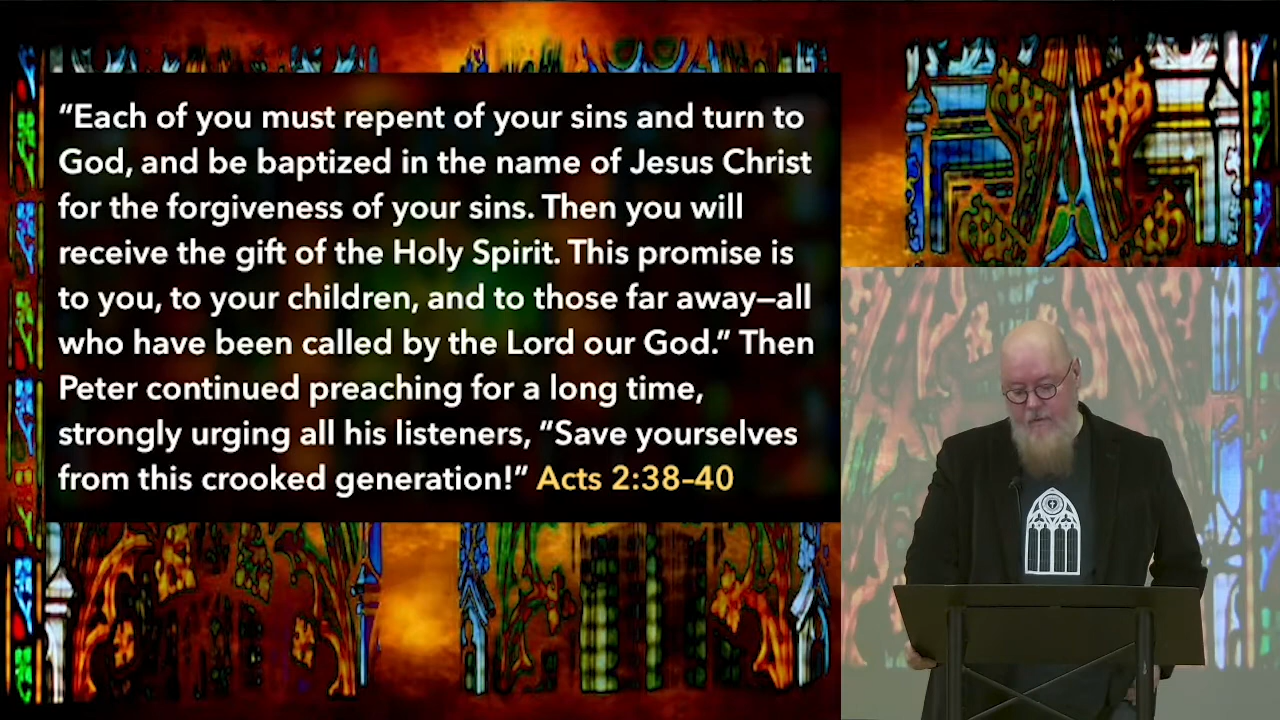 “Each of you must repent of your sins and turn to
God, and be baptized in the name of Jesus Christ
for the forgiveness of your sins. Then you will
receive the gift of the Holy Spirit. This promise is
to you, to your children, and to those far away—all
who have been called by the Lord our God.” Then
Peter continued preaching for a long time,
strongly urging all his listeners, “Save yourselves
from this crooked generation!” Acts 2:38–40